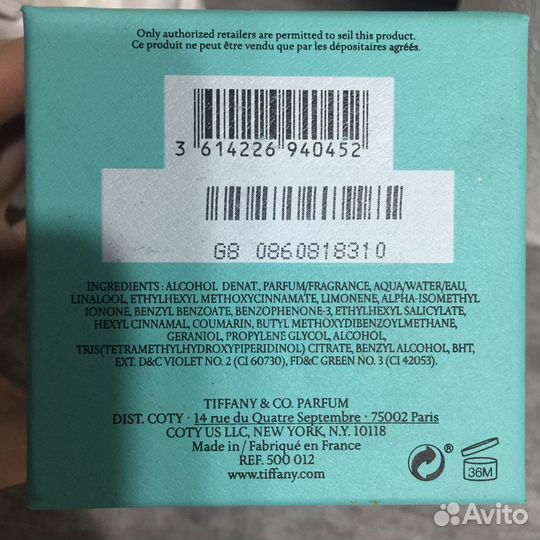 Only authorized retailers are permitted to seil this product.
Ce produit ne peut être vendu que par les dépositaires agréés.
3 614226 940452
G8 0860818310
INGREDIENTS : ALCOHOL DENAT., PARFUM/FRAGRANCE, AQUA/WATER/EAU,
LINALOOL, ETHYLHEXYL METHOXYCINNAMATE, LIMONENE, ALPHA-ISOMETHYL
IONONE, BENZYL BENZOATE, BENZOPHENONE-3, ETHYLHEXYL SALICYLATE,
HEXYL CINNAMAL, COUMARIN, BUTYL METHOXYDIBENZOYLMETHANE,
GERANIOL, PROPYLENE GLYCOL, ALCOHOL,
TRIS(TETRAMETHYLHYDROXYPIPERIDINOL) CITRATE, BENZYL ALCOHOL, BHT,
EXT. D&C VIOLET NO. 2 (CI 60730), FD&C GREEN NO. 3 (CI 42053).
TIFFANY & CO. PARFUM
DIST. COTY · 14 rue du Quatre Septembre · 75002 Paris
COTY US LLC, NEW YORK, N.Y. 10118
Made in / Fabriqué en France
REF. 500 012
www.tiffany.com
®
36M
Avito